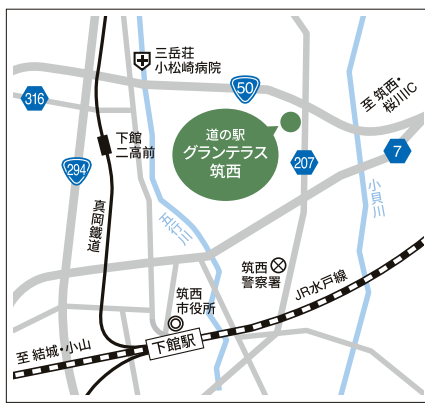 三岳荘
小松崎病院
50
至 筑西・
桜川IC
316
道の駅
グランテラス
筑西
下館
二高前
207
7
294
小貝川
真岡鐵道
五行川
筑西
警察署
JR水戸線
筑西
市役所
下館駅
至 結城・小山